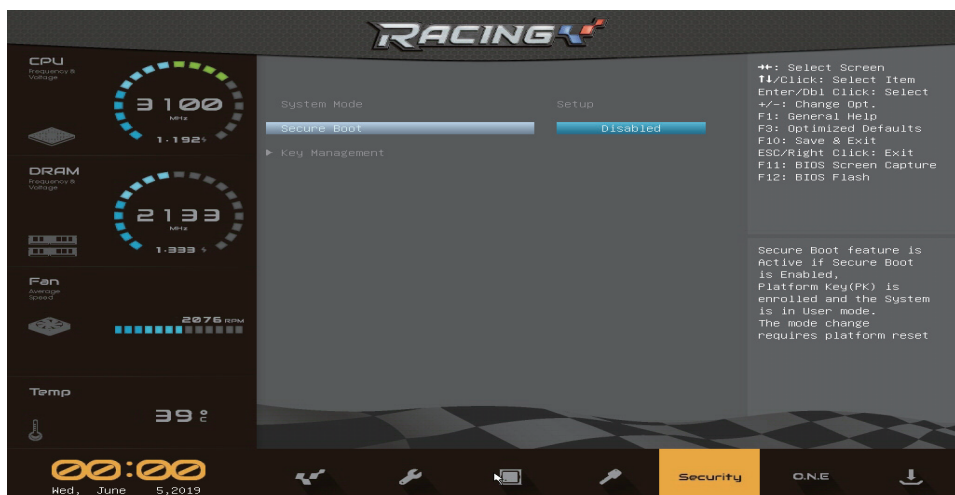 RACING
CPU
Frequency &
Voltage
3100
MHz
1.192
DRAM
Frequency &
Voltage
2133
MHz
1.333
Fan
Average
Speed
2076 RPM
Temp
39 °C
System Mode Setup
Secure Boot Disabled
Key Management
→←: Select Screen
↑↓/Click: Select Item
Enter/Dbl Click: Select
+/-: Change Opt.
F1: General Help
F3: Optimized Defaults
F10: Save & Exit
ESC/Right Click: Exit
F11: BIOS Screen Capture
F12: BIOS Flash
Secure Boot feature is
Active if Secure Boot
is Enabled,
Platform Key(PK) is
enrolled and the System
is in User mode.
The mode change
requires platform reset
00:00
Wed, June 5,2019
Security
O.N.E